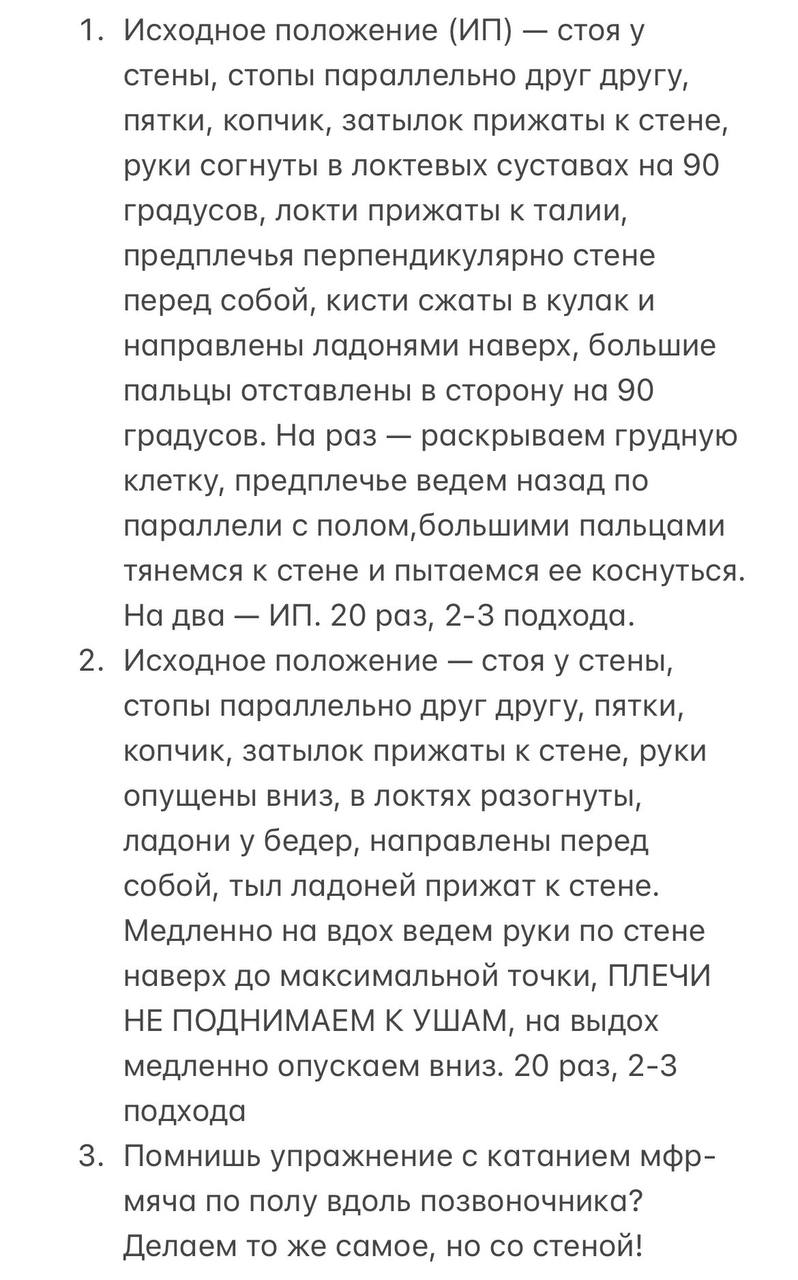 1. Исходное положение (ИП) — стоя у
стены, стопы параллельно друг другу,
пятки, копчик, затылок прижаты к стене,
руки согнуты в локтевых суставах на 90
градусов, локти прижаты к талии,
предплечья перпендикулярно стене
перед собой, кисти сжаты в кулак и
направлены ладонями наверх, большие
пальцы отставлены в сторону на 90
градусов. На раз — раскрываем грудную
клетку, предплечье ведем назад по
параллели с полом,большими пальцами
тянемся к стене и пытаемся ее коснуться.
На два — ИП. 20 раз, 2-3 подхода.
2. Исходное положение — стоя у стены,
стопы параллельно друг другу, пятки,
копчик, затылок прижаты к стене, руки
опущены вниз, в локтях разогнуты,
ладони у бедер, направлены перед
собой, тыл ладоней прижат к стене.
Медленно на вдох ведем руки по стене
наверх до максимальной точки, ПЛЕЧИ
НЕ ПОДНИМАЕМ К УШАМ, на выдох
медленно опускаем вниз. 20 раз, 2-3
подхода
3. Помнишь упражнение с катанием мфр-
мяча по полу вдоль позвоночника?
Делаем то же самое, но со стеной!